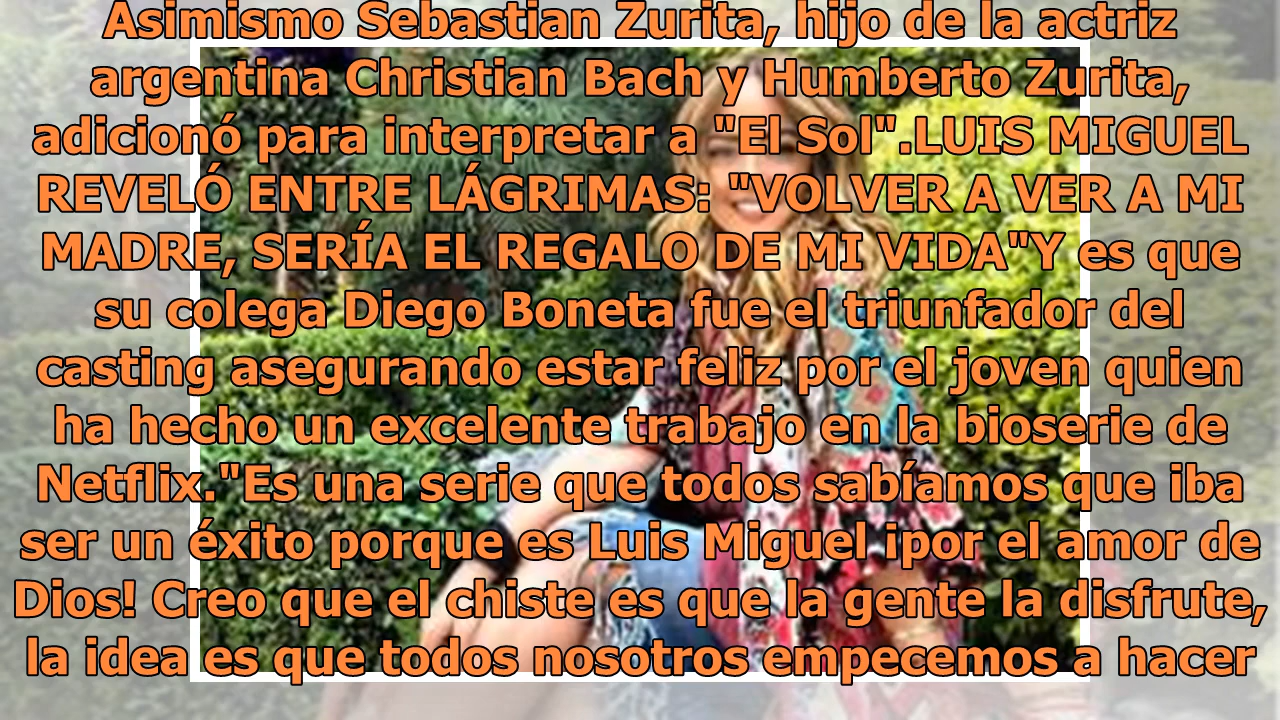 Asimismo Sebastian Zurita, hijo de la actriz
argentina Christian Bach y Humberto Zurita,
adicionó para interpretar a "El Sol".LUIS MIGUEL
REVELÓ ENTRE LÁGRIMAS: "VOLVER A VER A MI
MADRE, SERÍA EL REGALO DE MI VIDA"Y es que
su colega Diego Boneta fue el triunfador del
casting asegurando estar feliz por el joven quien
ha hecho un excelente trabajo en la bioserie de
Netflix."Es una serie que todos sabíamos que iba
ser un éxito porque es Luis Miguel ¡por el amor de
Dios! Creo que el chiste es que la gente la disfrute,
la idea es que todos nosotros empecemos a hacer